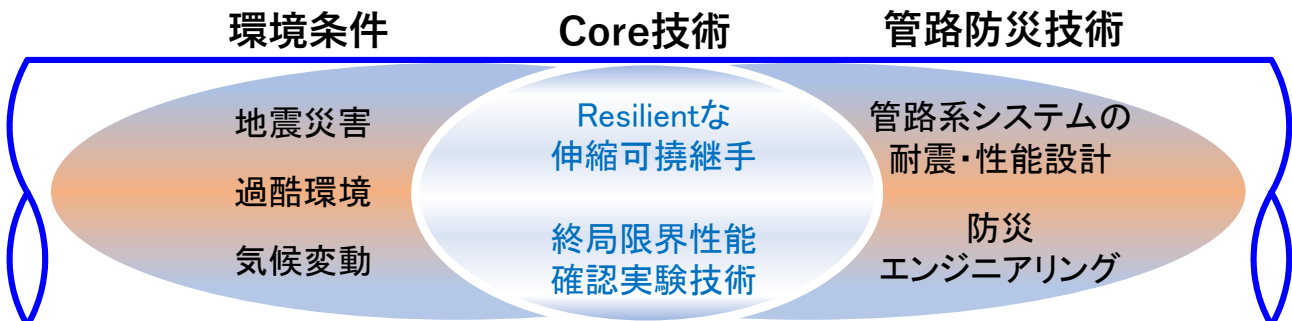 環境条件
Core技術
管路防災技術
地震災害
過酷環境
気候変動
Resilientな
伸縮可撓継手
終局限界性能
確認実験技術
管路系システムの
耐震・性能設計
防災
エンジニアリング